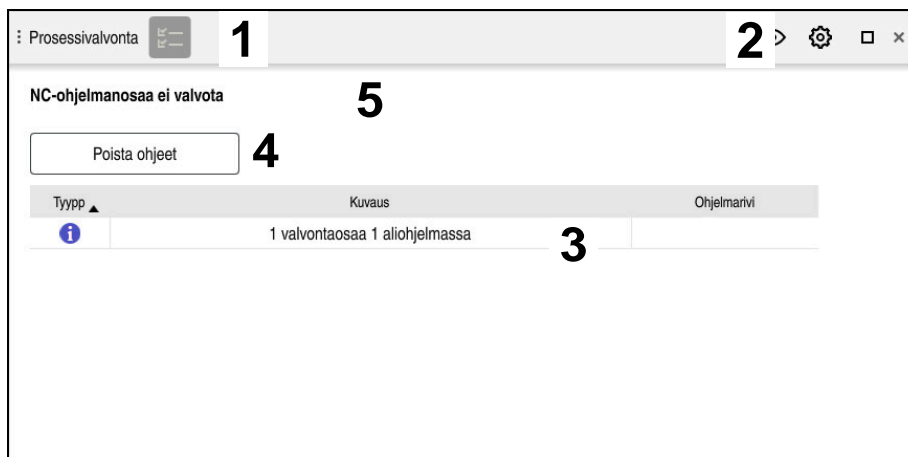 Prosessivalvonta 1 2
NC-ohjelmanosaa ei valvota 5
Poista ohjeet 4
Tyypp Kuvaus Ohjelmarivi
1 valvontaosaa 1 aliohjelmassa 3